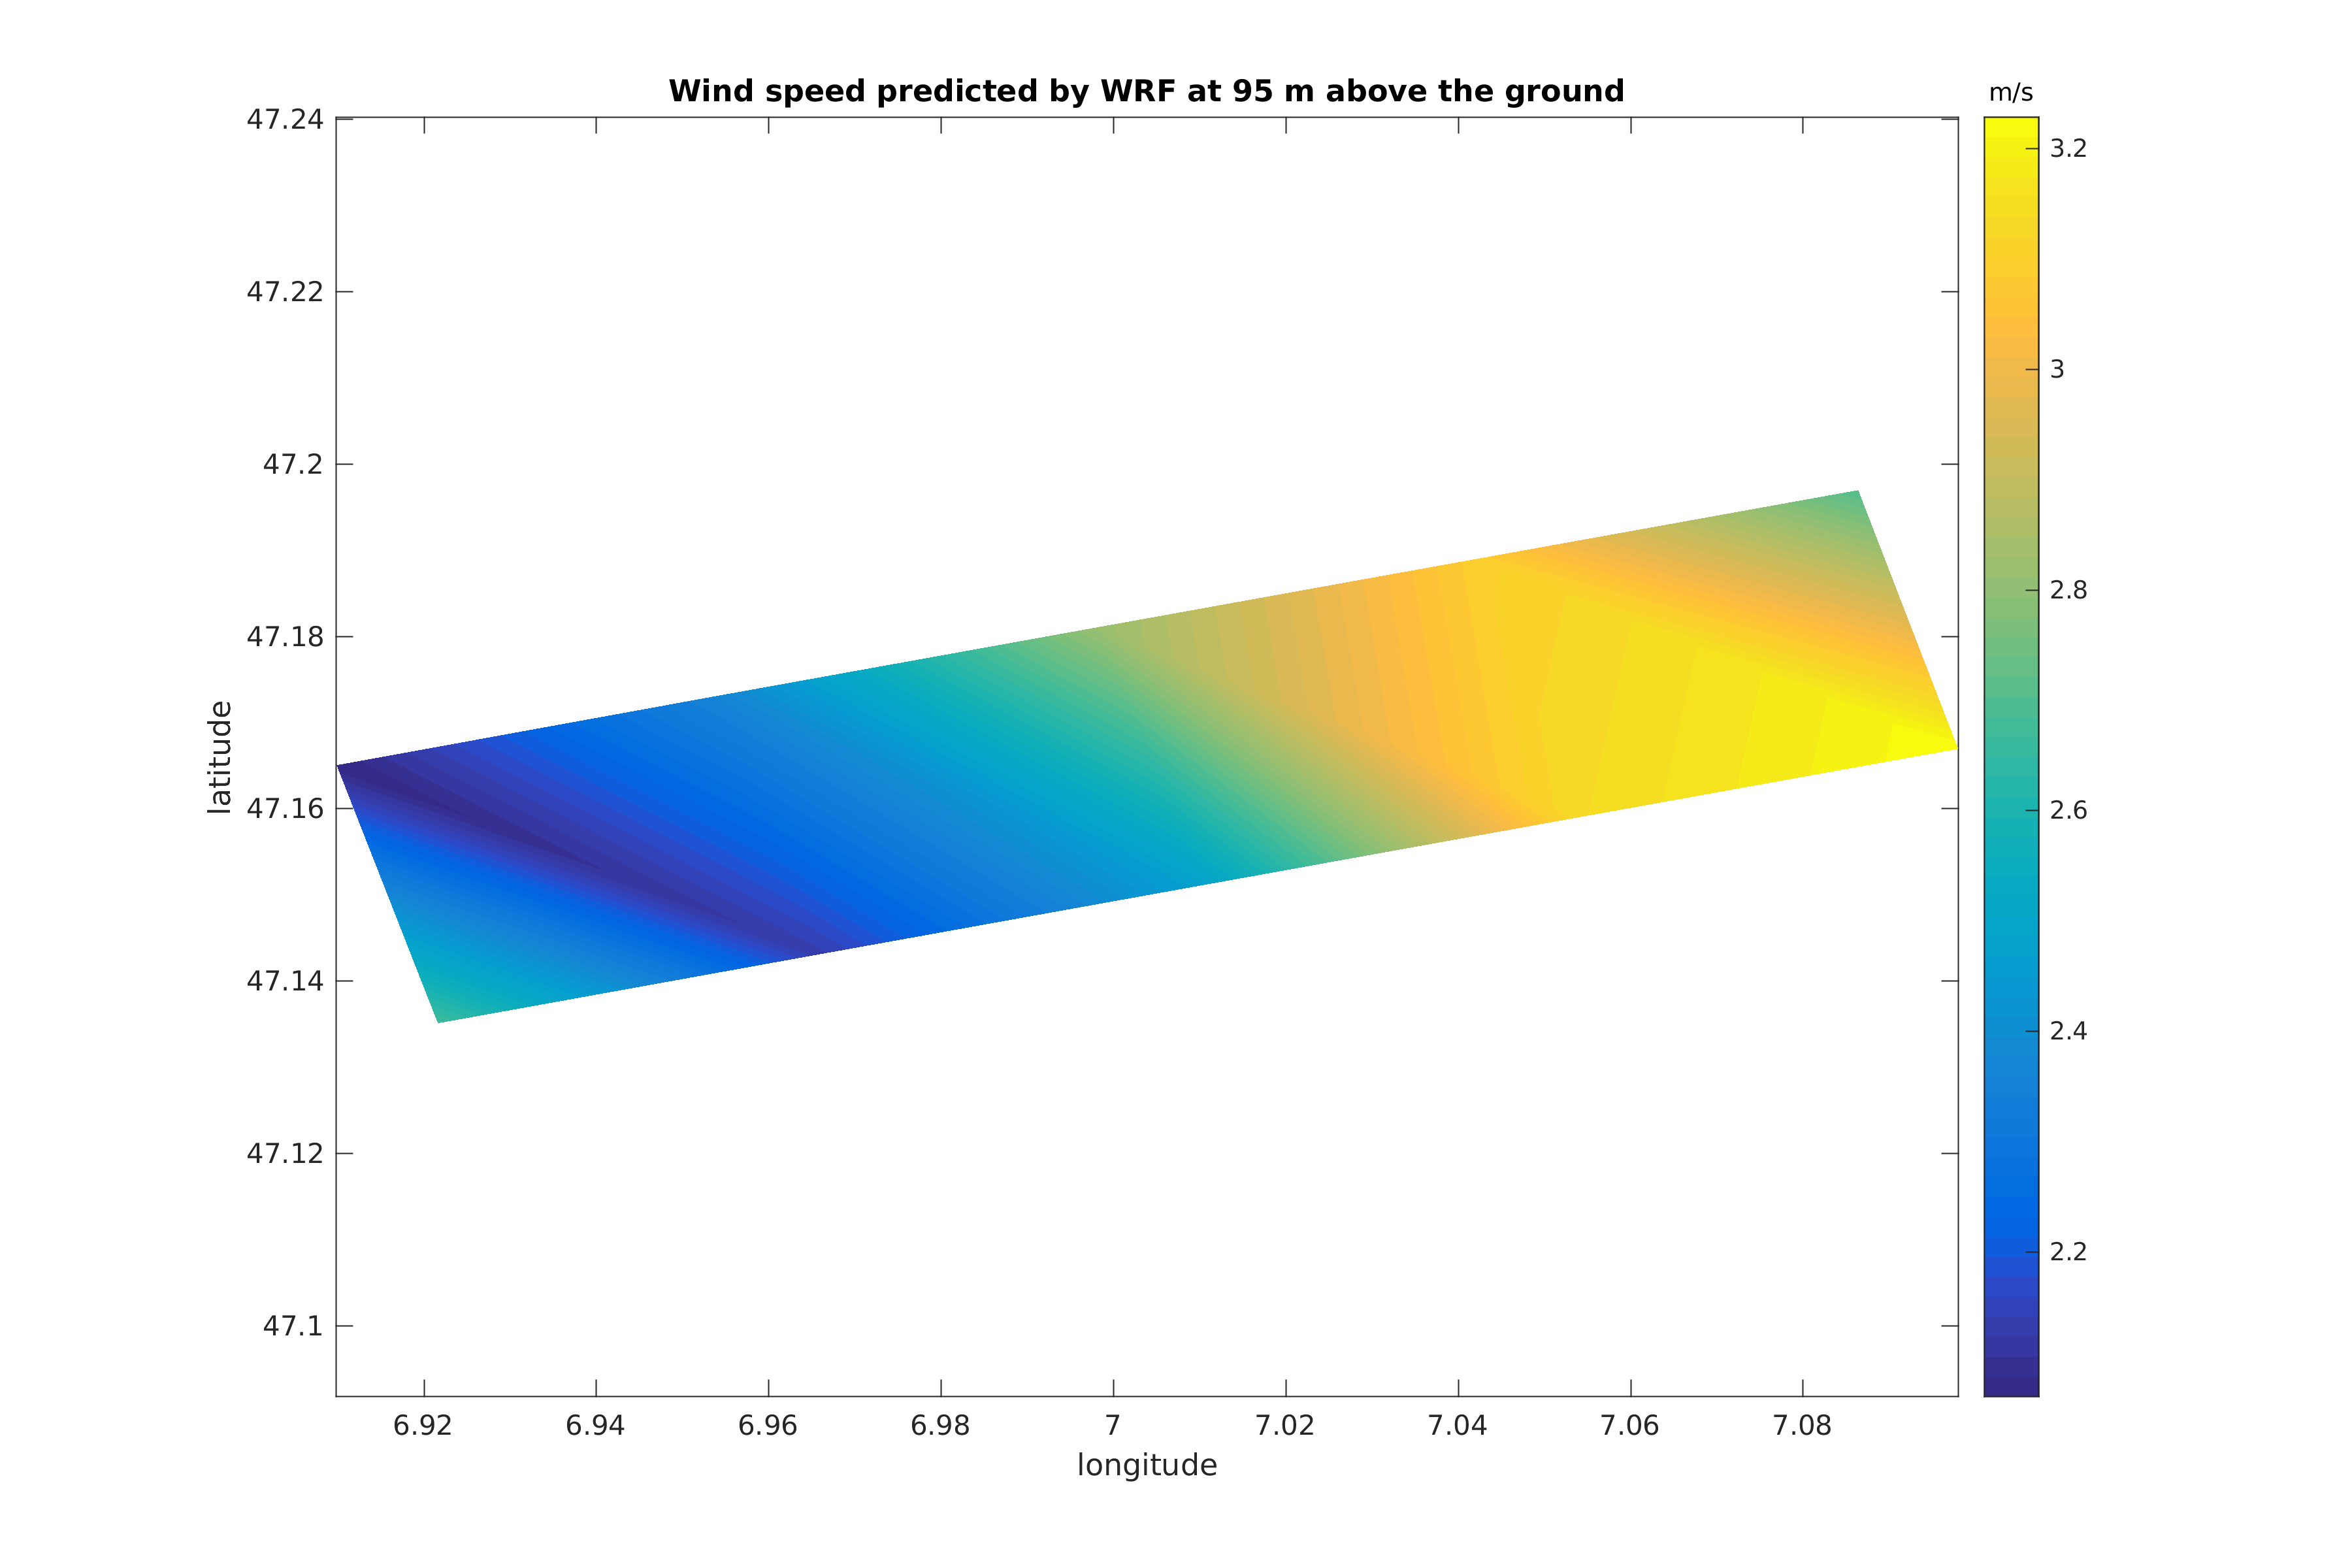 Wind speed predicted by WRF at 95 m above the ground
m/s
47.24
47.22
47.2
47.18
47.16
47.14
47.12
47.1
latitude
6.92 6.94 6.96 6.98 7 7.02 7.04 7.06 7.08
longitude
3.2
3
2.8
2.6
2.4
2.2